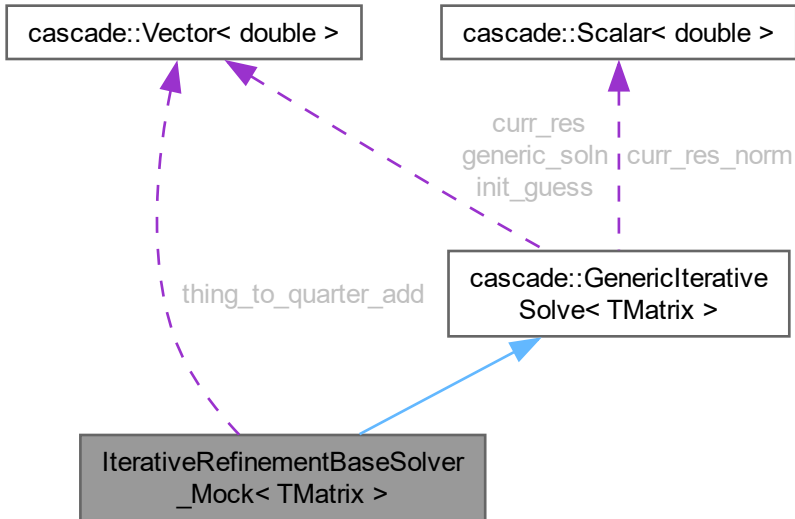 cascade::Vector< double >
cascade::Scalar< double >
curr_res
generic_soln
init_guess
curr_res_norm
cascade::GenericIterative
Solve< TMatrix >
thing_to_quarter_add
IterativeRefinementBaseSolver
_Mock< TMatrix >